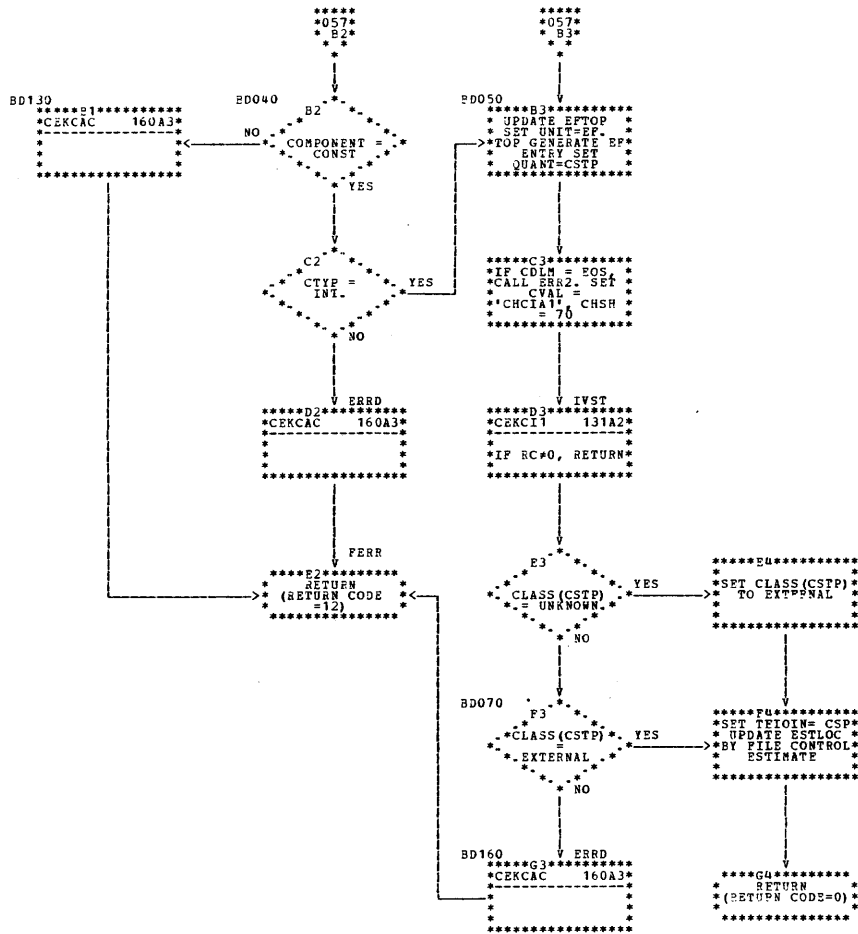 057
B2
057
B3
BD130
B1
CEKCAC 160A3
BD040
B2
NO
COMPONENT =
CONST
YES
BD050
B3
UPDATE EFTOP
SET UNIT=EF-
TOP GENERATE EF
ENTRY SET
QUANT=CSTP
C2
CTYP =
INT.
YES
NO
C3
IF CDLM = EOS,
CALL ERR2. SET
CVAL =
'CHCIA1', CHSH
= 70
ERRD
D2
CEKCAC 160A3
IVST
D3
CEKCI1 131A2
IF RC≠0, RETURN
FERR
E2
RETURN
(RETURN CODE
=12)
E3
CLASS(CSTP)
= UNKNOWN
YES
NO
E4
SET CLASS(CSTP)
TO EXTERNAL
BD070
F3
CLASS(CSTP)
=
EXTERNAL
YES
NO
F4
SET TFIOIN= CSP
UPDATE ESTLOC
BY FILE CONTROL
ESTIMATE
BD160
ERRD
G3
CEKCAC 160A3
G4
RETURN
(RETURN CODE=0)